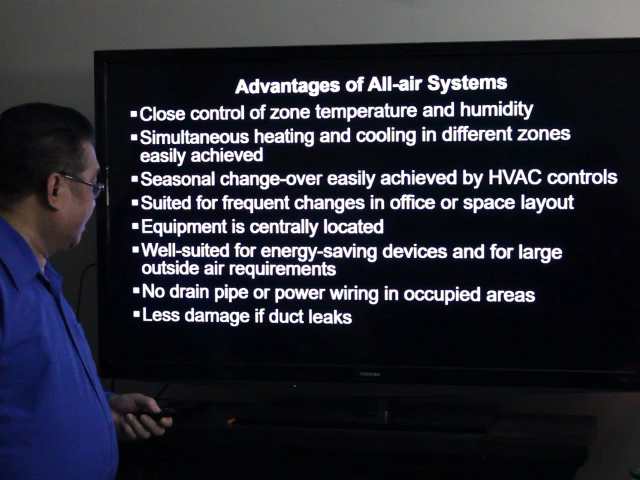 Advantages of All-air Systems
▪Close control of zone temperature and humidity
▪Simultaneous heating and cooling in different zones
easily achieved
▪Seasonal change-over easily achieved by HVAC controls
▪Suited for frequent changes in office or space layout
▪Equipment is centrally located
▪Well-suited for energy-saving devices and for large
outside air requirements
▪No drain pipe or power wiring in occupied areas
▪Less damage if duct leaks
TOSHIBA